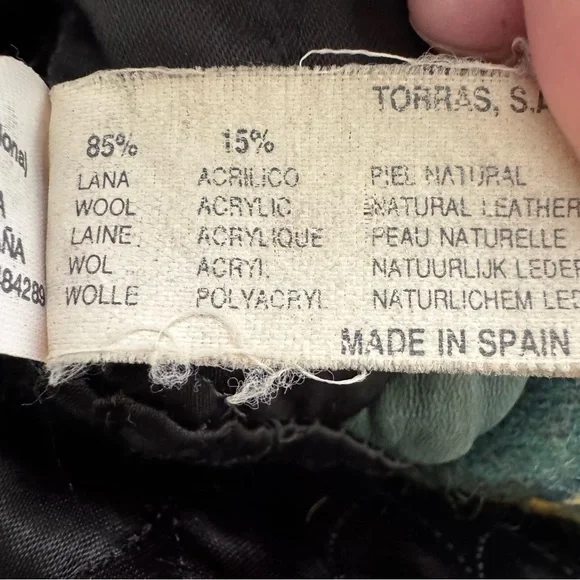 TORRAS, S.A
85% 15%
LANA ACRILICO PIEL NATURAL
WOOL ACRYLIC NATURAL LEATHER
LAINE ACRYLIQUE PEAU NATURELLE
WOL ACRYL NATUURLIJK LEDER
WOLLE POLYACRYL NATURLICHEM
MADE IN SPAIN